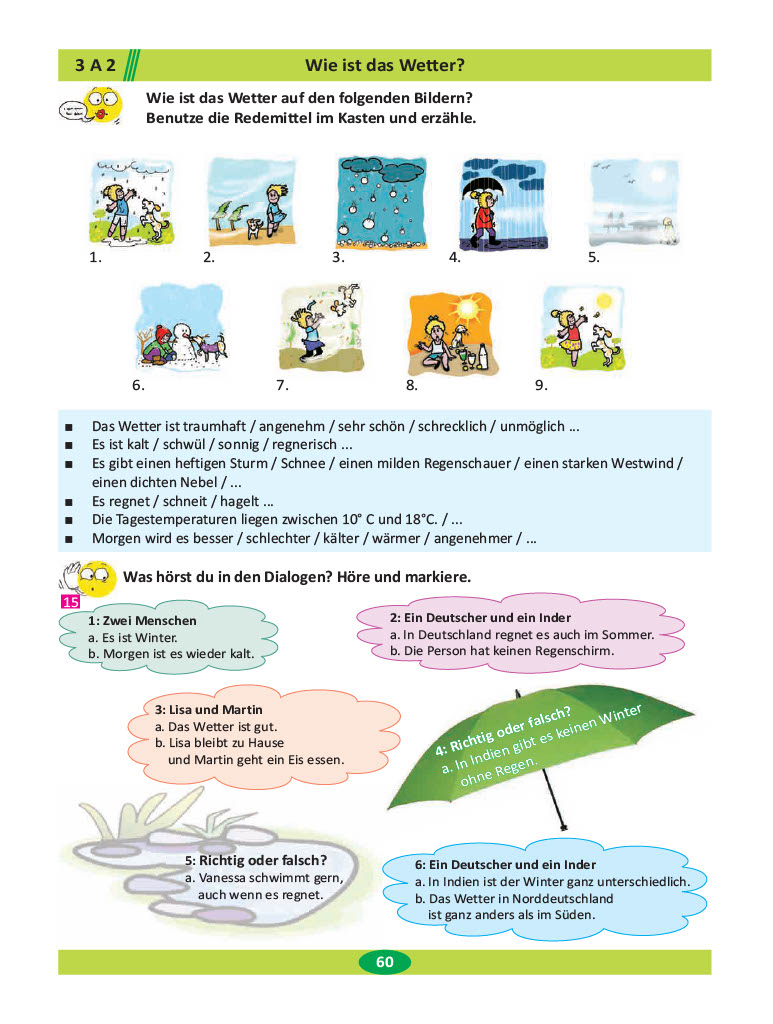 3 A 2
Wie ist das Wetter?
Wie ist das Wetter auf den folgenden Bildern?
Benutze die Redemittel im Kasten und erzähle.
1.
2.
3.
4.
5.
6.
7.
8.
9.
■ Das Wetter ist traumhaft / angenehm / sehr schön / schrecklich / unmöglich ...
■ Es ist kalt / schwül / sonnig / regnerisch ...
■ Es gibt einen heftigen Sturm / Schnee / einen milden Regenschauer / einen starken Westwind /
einen dichten Nebel / ...
■ Es regnet / schneit / hagelt ...
■ Die Tagestemperaturen liegen zwischen 10° C und 18°C. / ...
■ Morgen wird es besser / schlechter / kälter / wärmer / angenehmer / ...
Was hörst du in den Dialogen? Höre und markiere.
15
1: Zwei Menschen
a. Es ist Winter.
b. Morgen ist es wieder kalt.
2: Ein Deutscher und ein Inder
a. In Deutschland regnet es auch im Sommer.
b. Die Person hat keinen Regenschirm.
3: Lisa und Martin
a. Das Wetter ist gut.
b. Lisa bleibt zu Hause
und Martin geht ein Eis essen.
4: Richtig oder falsch?
a. In Indien gibt es keinen Winter
ohne Regen.
5: Richtig oder falsch?
a. Vanessa schwimmt gern,
auch wenn es regnet.
6: Ein Deutscher und ein Inder
a. In Indien ist der Winter ganz unterschiedlich.
b. Das Wetter in Norddeutschland
ist ganz anders als im Süden.
60